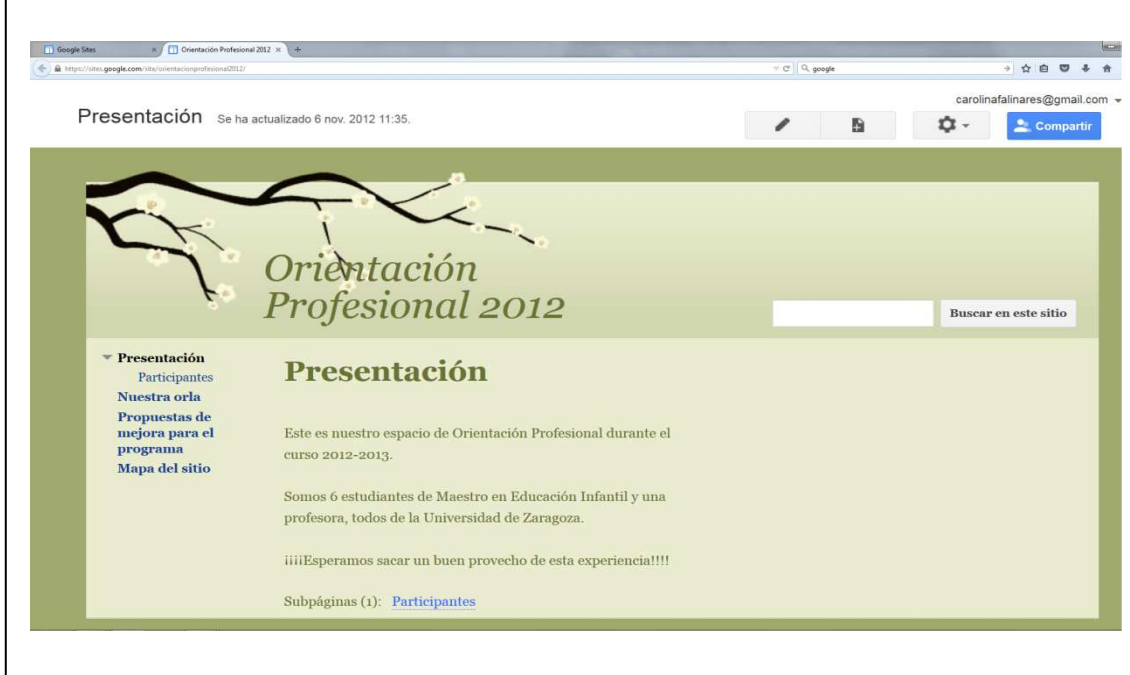 Google Sites
Orientación Profesional 2012
https://sites.google.com/site/orientacionprofesional2012/
google
carolinafalinares@gmail.com
Presentación Se ha actualizado 6 nov. 2012 11:35.
Compartir
Orientación
Profesional 2012
Buscar en este sitio
Presentación
Participantes
Nuestra orla
Propuestas de
mejora para el
programa
Mapa del sitio
Presentación
Este es nuestro espacio de Orientación Profesional durante el
curso 2012-2013.
Somos 6 estudiantes de Maestro en Educación Infantil y una
profesora, todos de la Universidad de Zaragoza.
¡¡¡¡Esperamos sacar un buen provecho de esta experiencia!!!!
Subpáginas (1): Participantes